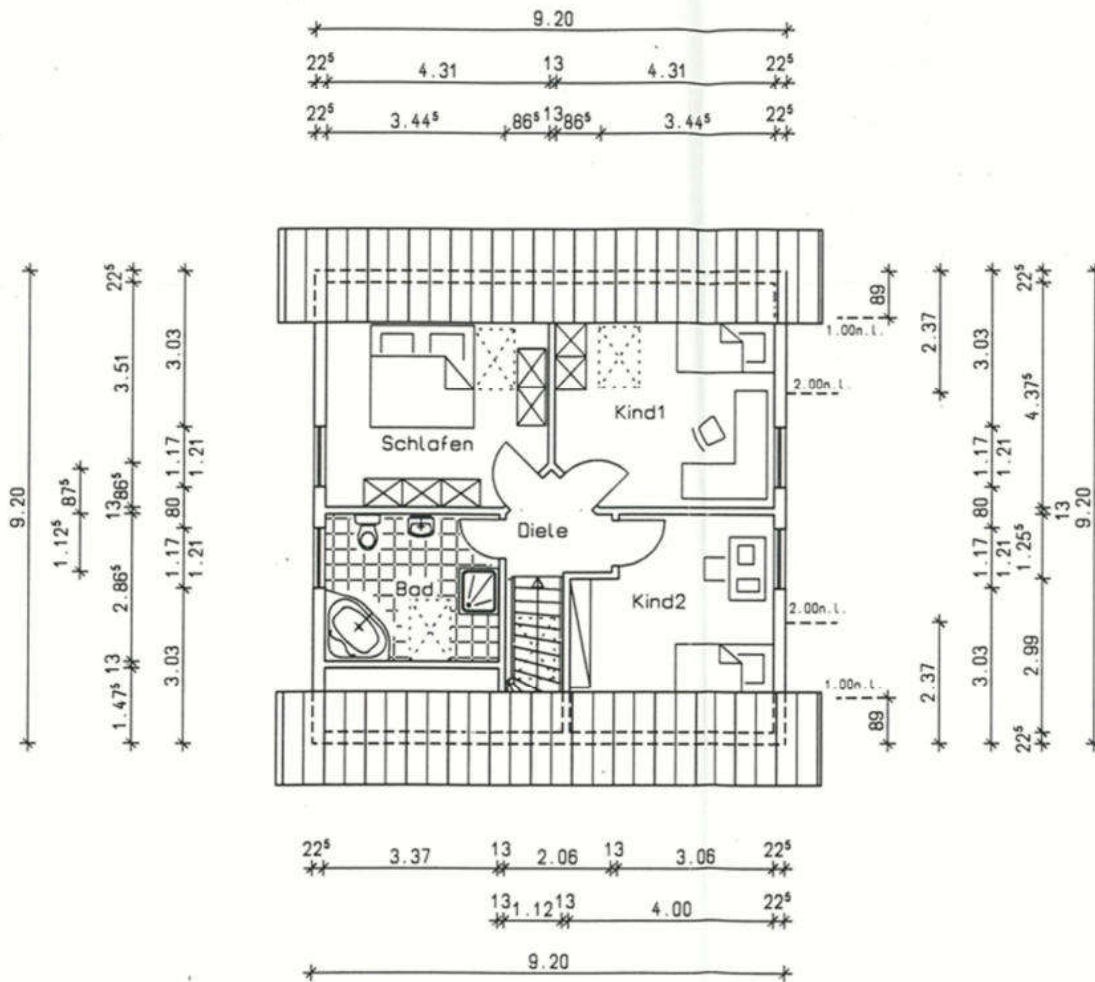 9.20
22⁵ 4.31 13 4.31 22⁵
22⁵ 3.44⁵ 86⁵ 13 86⁵ 3.44⁵ 22⁵
9.20
1.12⁵ 87⁵
1.47⁵ 13 2.86⁵ 13 86⁵ 3.51 22⁵
3.03 1.17 80 1.17 3.03
1.21 1.21
Schlafen
Kind1
Diele
Bad
Kind2
1.00n.l.
2.00n.l.
2.00n.l.
1.00n.l.
89 89
2.37 2.37
3.03 1.17 80 1.17 3.03
1.21 1.21
22⁵ 2.99 1.25⁵ 13 4.37⁵ 22⁵
9.20
22⁵ 3.37 13 2.06 13 3.06 22⁵
13 1.12 13 4.00 22⁵
9.20